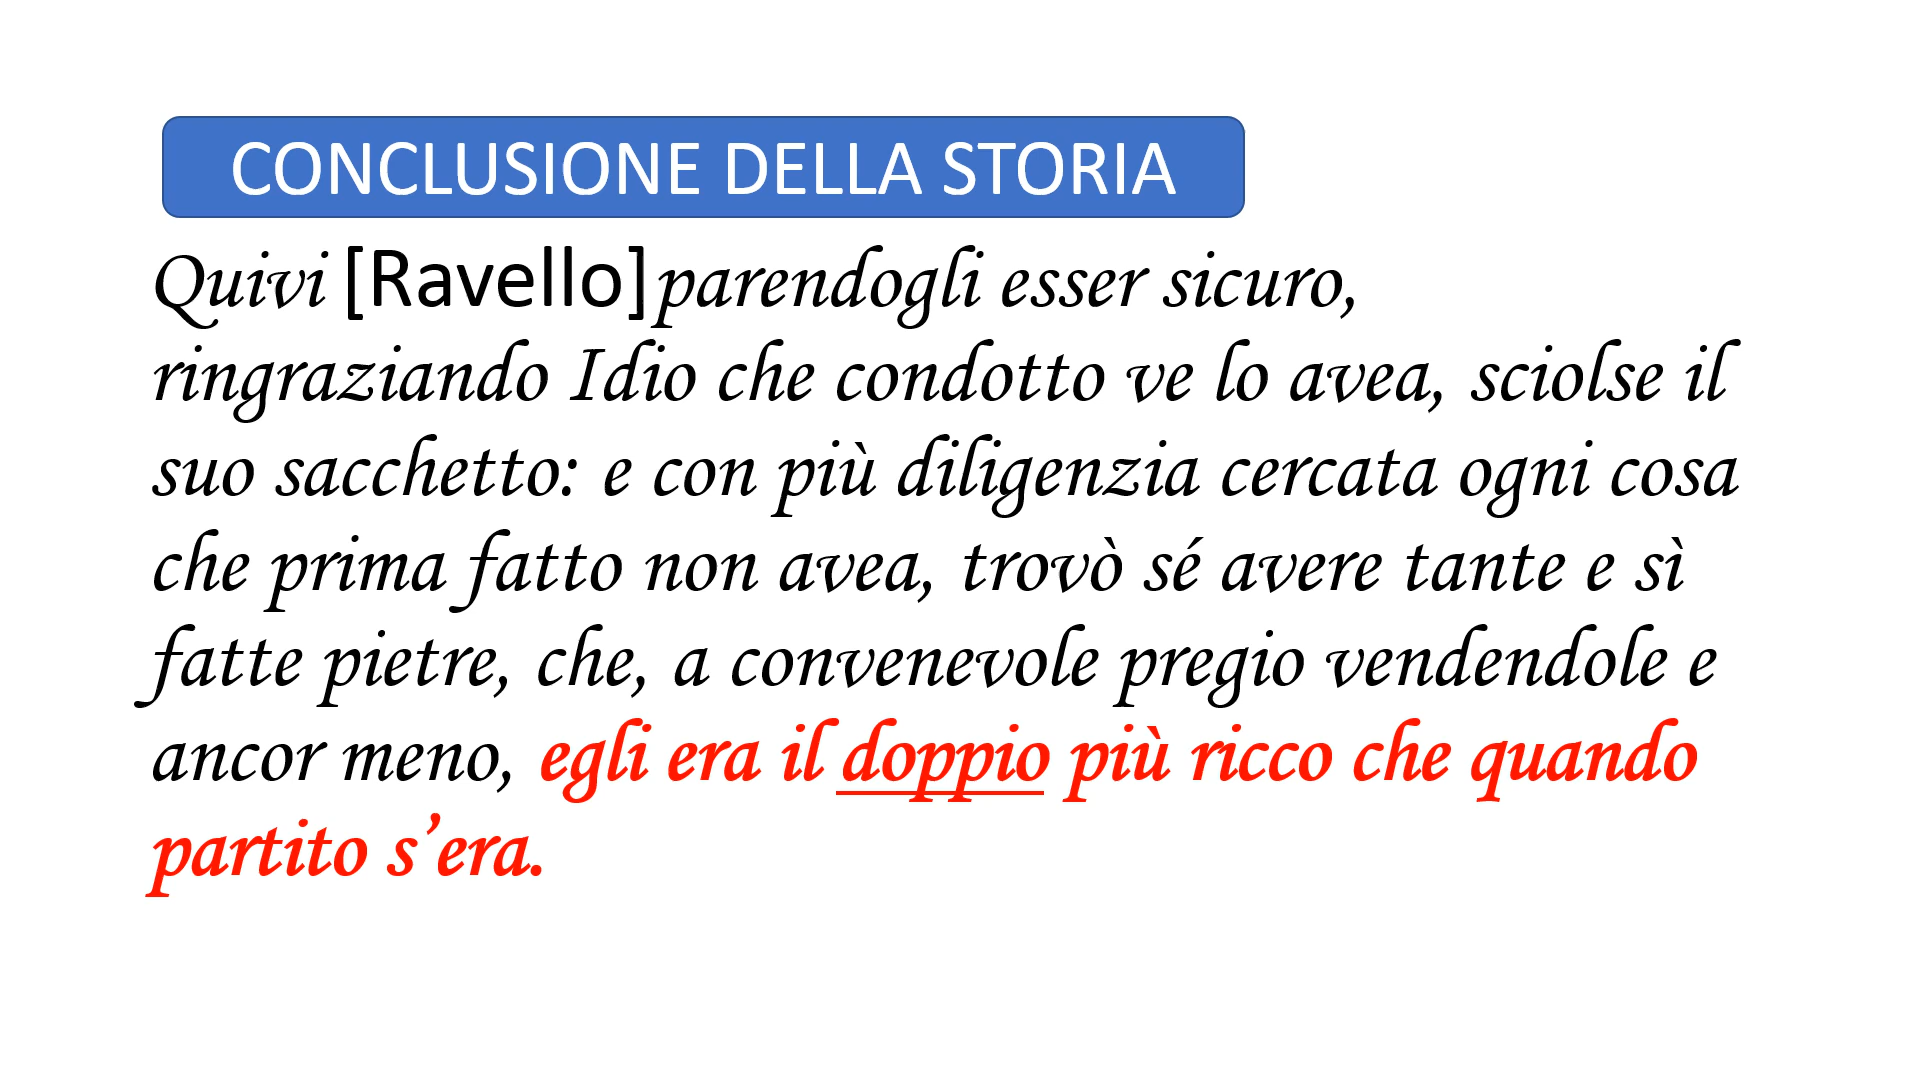 CONCLUSIONE DELLA STORIA
Quivi [Ravello] parendogli esser sicuro,
ringraziando Idio che condotto ve lo avea, sciolse il
suo sacchetto: e con più diligenzia cercata ogni cosa
che prima fatto non avea, trovò sé avere tante e sì
fatte pietre, che, a convenevole pregio vendendole e
ancor meno, egli era il doppio più ricco che quando
partito s’era.